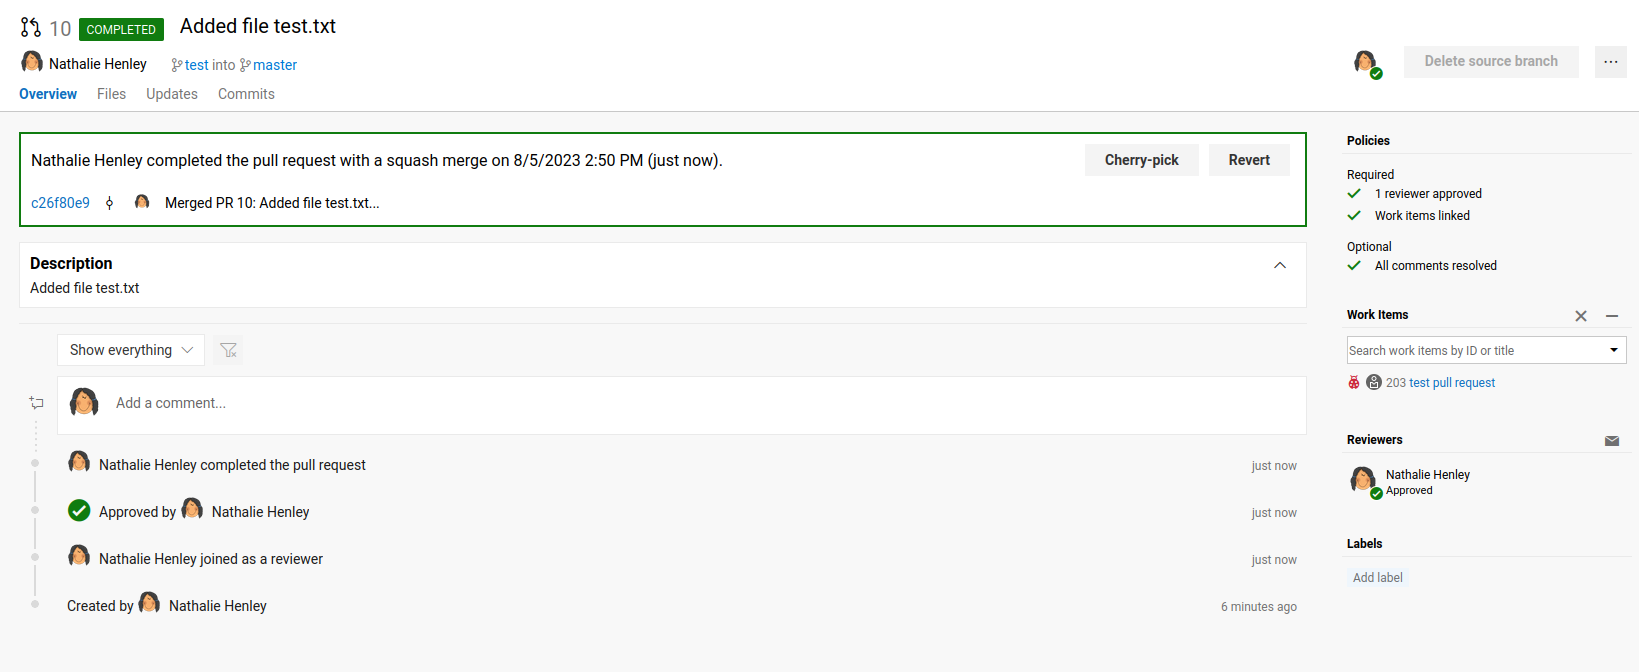 10 COMPLETED Added file test.txt
Nathalie Henley test into master
Delete source branch
Overview Files Updates Commits
Nathalie Henley completed the pull request with a squash merge on 8/5/2023 2:50 PM (just now).
Cherry-pick Revert
c26f80e9 Merged PR 10: Added file test.txt...
Description
Added file test.txt
Show everything
Add a comment...
Nathalie Henley completed the pull request just now
Approved by Nathalie Henley just now
Nathalie Henley joined as a reviewer just now
Created by Nathalie Henley 6 minutes ago
Policies
Required
1 reviewer approved
Work items linked
Optional
All comments resolved
Work Items
Search work items by ID or title
203 test pull request
Reviewers
Nathalie Henley
Approved
Labels
Add label